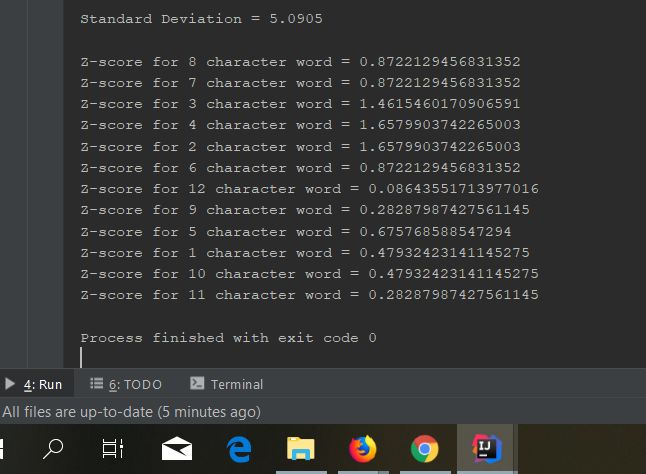 Standard Deviation = 5.0905
Z-score for 8 character word = 0.8722129456831352
Z-score for 7 character word = 0.8722129456831352
Z-score for 3 character word = 1.4615460170906591
Z-score for 4 character word = 1.6579903742265003
Z-score for 2 character word = 1.6579903742265003
Z-score for 6 character word = 0.8722129456831352
Z-score for 12 character word = 0.08643551713977016
Z-score for 9 character word = 0.28287987427561145
Z-score for 5 character word = 0.675768588547294
Z-score for 1 character word = 0.47932423141145275
Z-score for 10 character word = 0.47932423141145275
Z-score for 11 character word = 0.28287987427561145
Process finished with exit code 0
4: Run 6: TODO Terminal
All files are up-to-date (5 minutes ago)
IJ